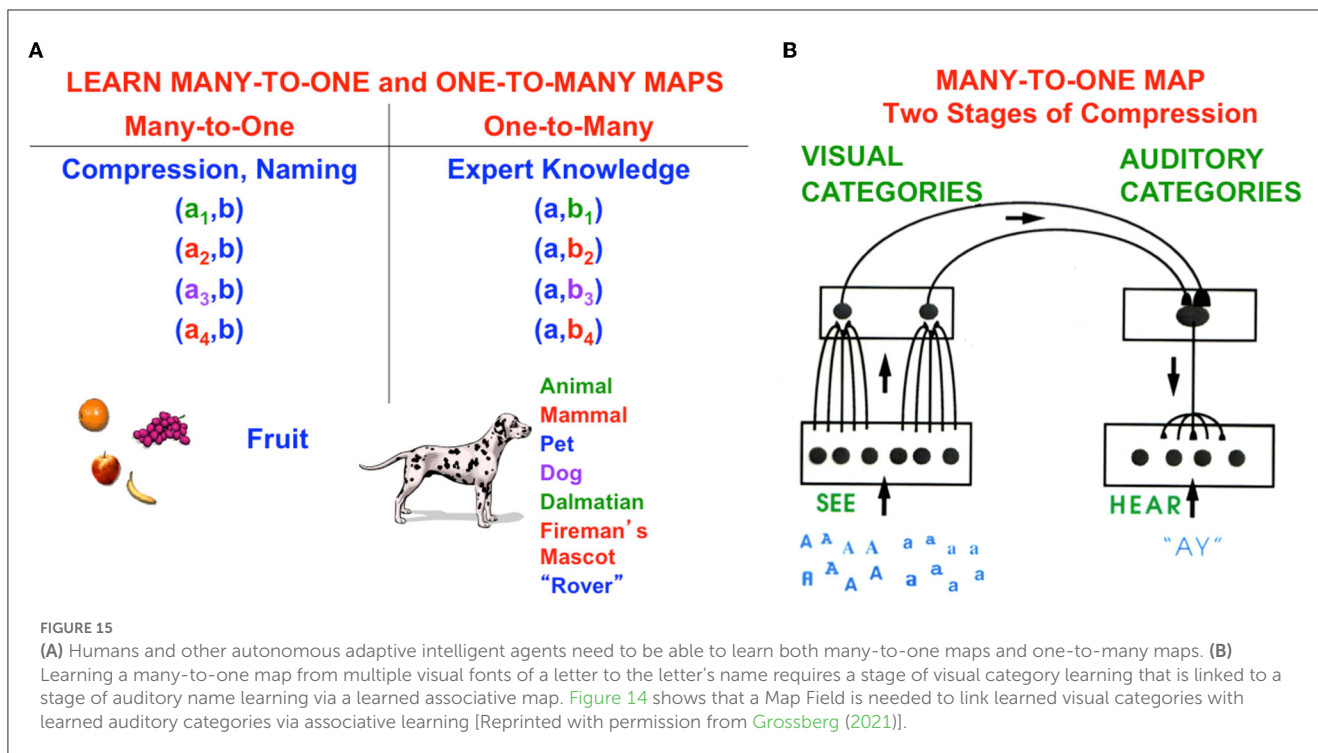 A
LEARN MANY-TO-ONE and ONE-TO-MANY MAPS
Many-to-One
One-to-Many
Compression, Naming
Expert Knowledge
(a₁,b)
(a,b₁)
(a₂,b)
(a,b₂)
(a₃,b)
(a,b₃)
(a₄,b)
(a,b₄)
Fruit
Animal
Mammal
Pet
Dog
Dalmatian
Fireman's
Mascot
“Rover”
B
MANY-TO-ONE MAP
Two Stages of Compression
VISUAL
CATEGORIES
AUDITORY
CATEGORIES
SEE
HEAR
A A A A a a a a
A A A A a a a a
"AY"
FIGURE 15
(A) Humans and other autonomous adaptive intelligent agents need to be able to learn both many-to-one maps and one-to-many maps. (B)
Learning a many-to-one map from multiple visual fonts of a letter to the letter's name requires a stage of visual category learning that is linked to a
stage of auditory name learning via a learned associative map. Figure 14 shows that a Map Field is needed to link learned visual categories with
learned auditory categories via associative learning [Reprinted with permission from Grossberg (2021)].